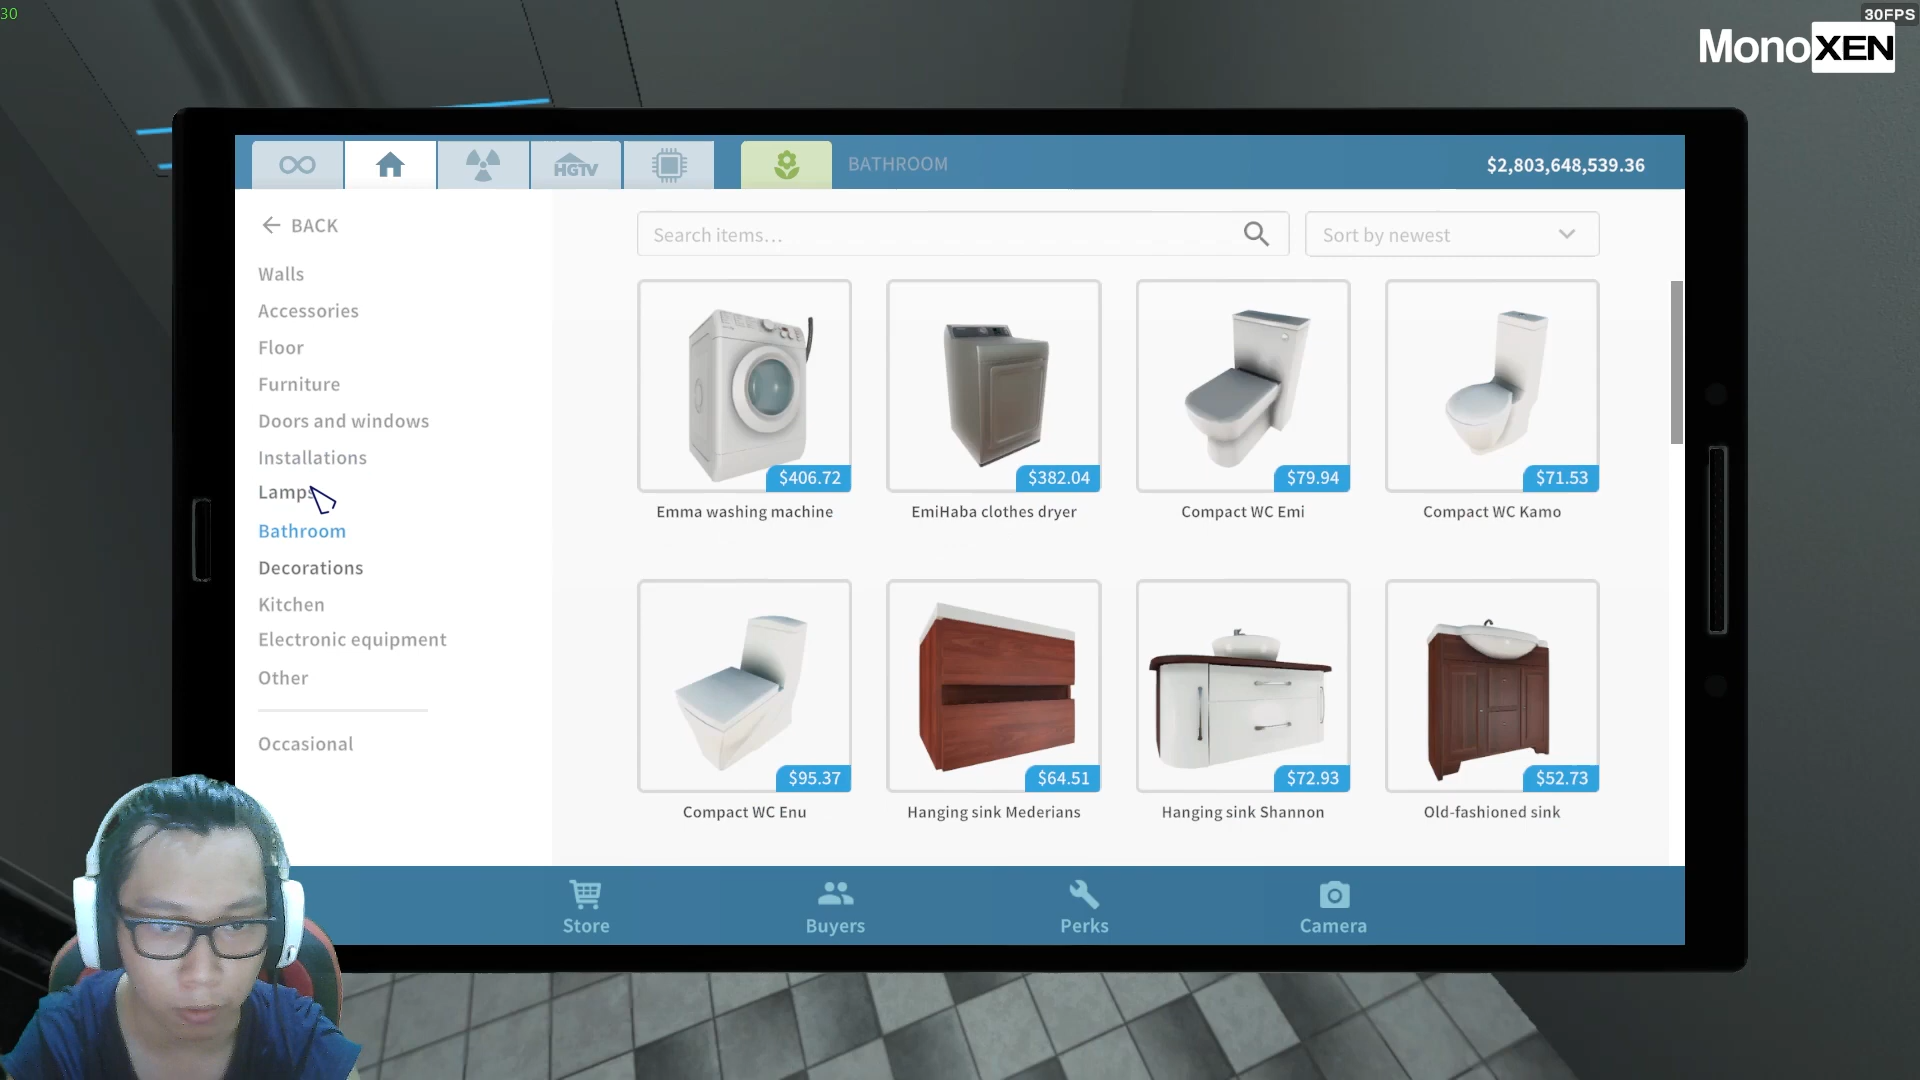 30
30FPS
MonoXEN
HGTV
BATHROOM
$2,803,648,539.36
BACK
Walls
Accessories
Floor
Furniture
Doors and windows
Installations
Lamps
Bathroom
Decorations
Kitchen
Electronic equipment
Other
Occasional
Search items...
Sort by newest
$406.72
$382.04
$79.94
$71.53
Emma washing machine
EmiHaba clothes dryer
Compact WC Emi
Compact WC Kamo
$95.37
$64.51
$72.93
$52.73
Compact WC Enu
Hanging sink Mederians
Hanging sink Shannon
Old-fashioned sink
Store
Buyers
Perks
Camera